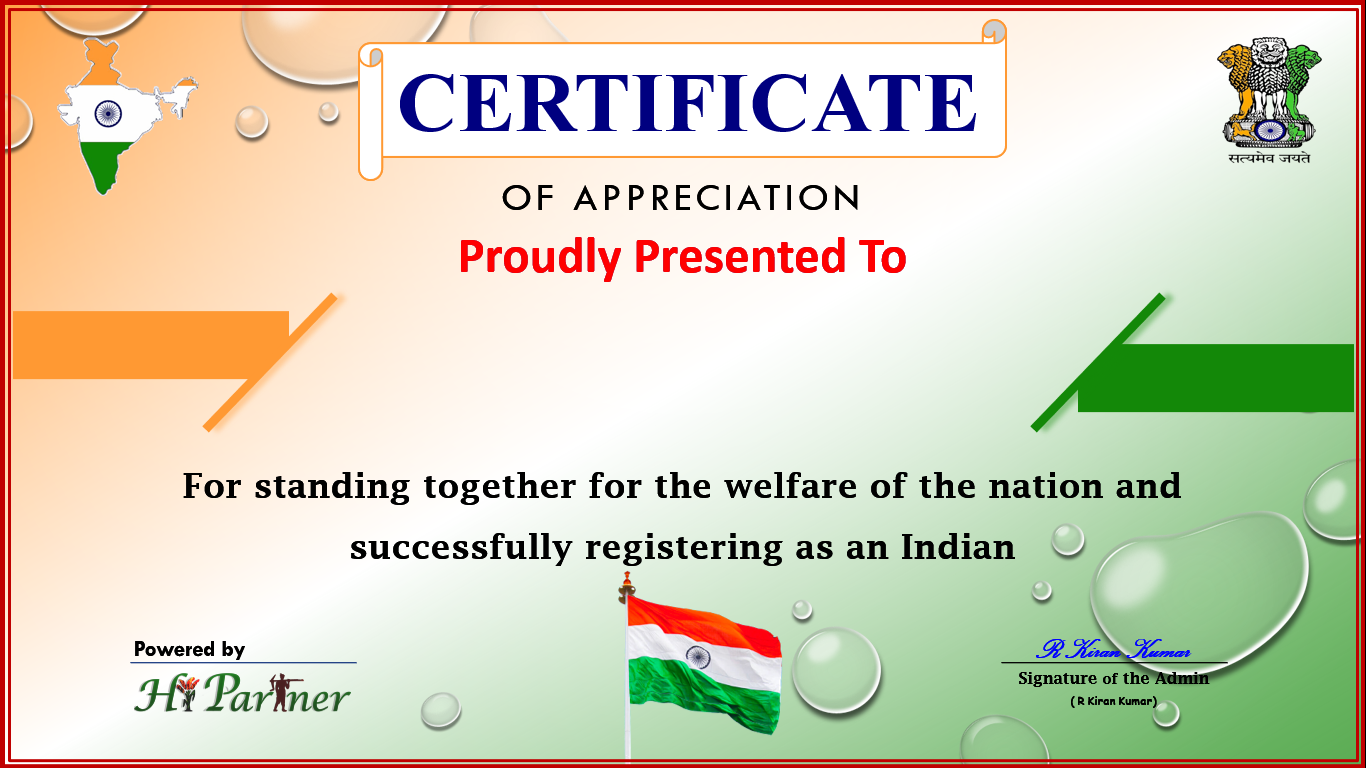 CERTIFICATE
सत्यमेव जयते
OF APPRECIATION
Proudly Presented To
For standing together for the welfare of the nation and
successfully registering as an Indian
Powered by
Hi Partner
R Kiran Kumar
Signature of the Admin
( R Kiran Kumar)